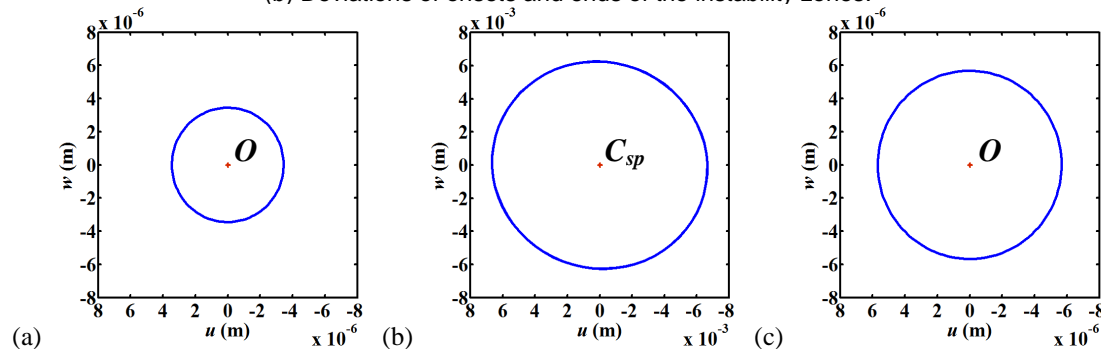 (b) Deviations of onsets and ends of the instability zones.
x 10⁻⁶ x 10⁻³ x 10⁻⁶
8 8 8
6 6 6
4 4 4
2 O 2 C_sp 2 O
w (m) 0 w (m) 0 w (m) 0
-2 -2 -2
-4 -4 -4
-6 -6 -6
-8 -8 -8
8 6 4 2 0 -2 -4 -6 -8 8 6 4 2 0 -2 -4 -6 -8 8 6 4 2 0 -2 -4 -6 -8
(a) u (m) x 10⁻⁶ (b) u (m) x 10⁻³ (c) u (m) x 10⁻⁶